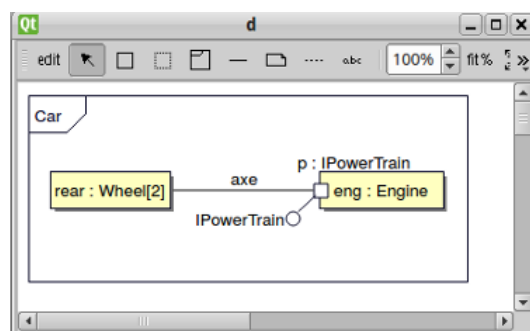 Qt
d
edit
abc
100%
fit%
Car
p : IPowerTrain
rear : Wheel[2]
axe
eng : Engine
IPowerTrain